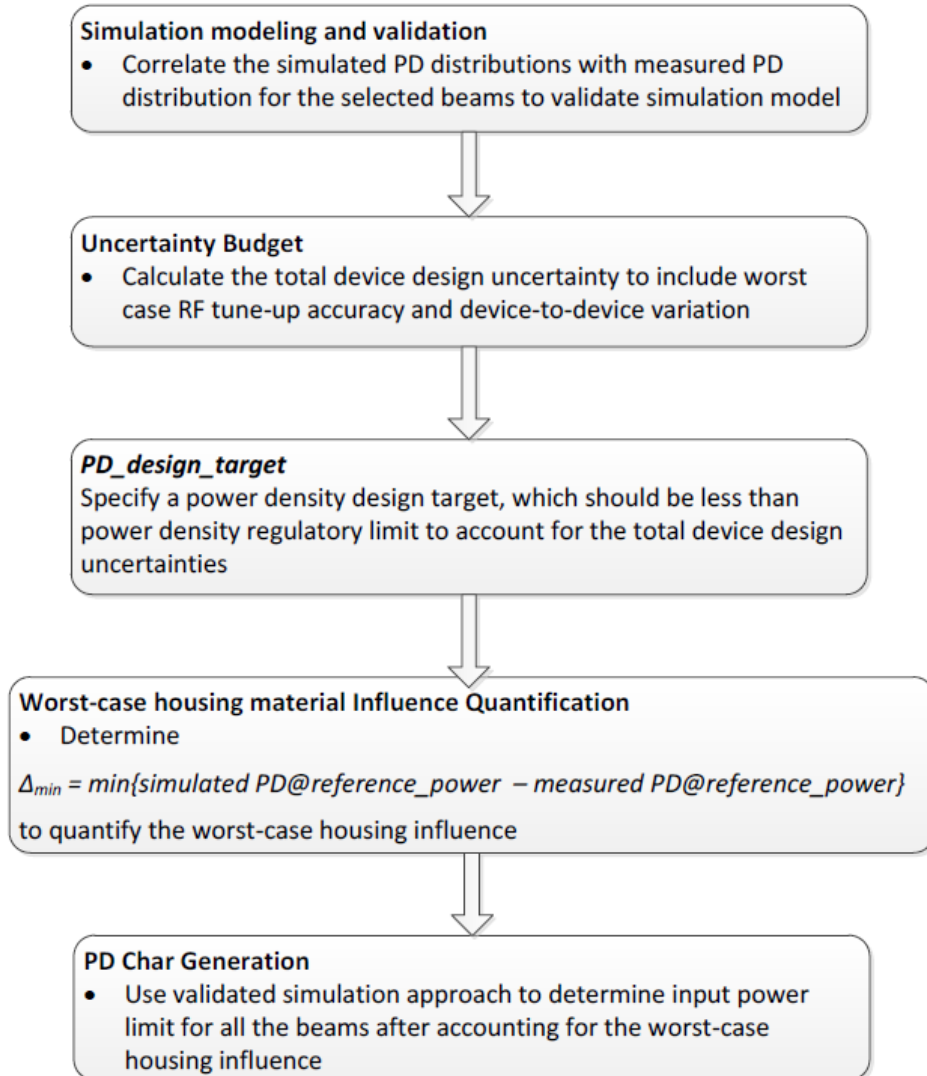 Simulation modeling and validation
• Correlate the simulated PD distributions with measured PD
distribution for the selected beams to validate simulation model
Uncertainty Budget
• Calculate the total device design uncertainty to include worst
case RF tune-up accuracy and device-to-device variation
PD_design_target
Specify a power density design target, which should be less than
power density regulatory limit to account for the total device design
uncertainties
Worst-case housing material Influence Quantification
• Determine
Δmin = min{simulated PD@reference_power – measured PD@reference_power}
to quantify the worst-case housing influence
PD Char Generation
• Use validated simulation approach to determine input power
limit for all the beams after accounting for the worst-case
housing influence